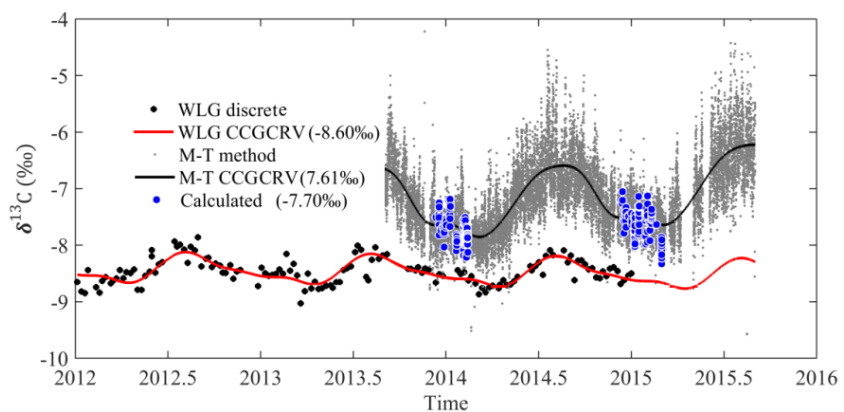 -4
-5
-6
-7
-8
-9
-10
δ13C (‰)
WLG discrete
WLG CCGCRV (-8.60‰)
M-T method
M-T CCGCRV (7.61‰)
Calculated (-7.70‰)
2012 2012.5 2013 2013.5 2014 2014.5 2015 2015.5 2016
Time